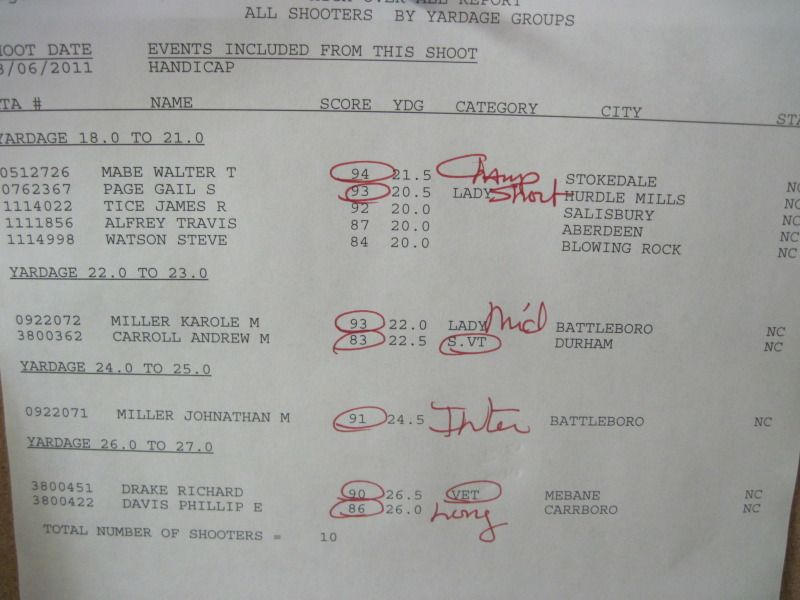 ALL SHOOTERS BY YARDAGE GROUPS
HOOT DATE EVENTS INCLUDED FROM THIS SHOOT
8/06/2011 HANDICAP
TA # NAME SCORE YDG CATEGORY CITY STA
YARDAGE 18.0 TO 21.0
0512726 MABE WALTER T 94 21.5 Champ STOKEDALE NC
0762367 PAGE GAIL S 93 20.5 LADY Short HURDLE MILLS NC
1114022 TICE JAMES R 92 20.0 SALISBURY NC
1111856 ALFREY TRAVIS 87 20.0 ABERDEEN NC
1114998 WATSON STEVE 84 20.0 BLOWING ROCK NC
YARDAGE 22.0 TO 23.0
0922072 MILLER KAROLE M 93 22.0 LADY Mid BATTLEBORO NC
3800362 CARROLL ANDREW M 83 22.5 S.VT DURHAM NC
YARDAGE 24.0 TO 25.0
0922071 MILLER JOHNATHAN M 91 24.5 Inter BATTLEBORO NC
YARDAGE 26.0 TO 27.0
3800451 DRAKE RICHARD 90 26.5 VET MEBANE NC
3800422 DAVIS PHILLIP E 86 26.0 Long CARRBORO NC
TOTAL NUMBER OF SHOOTERS = 10